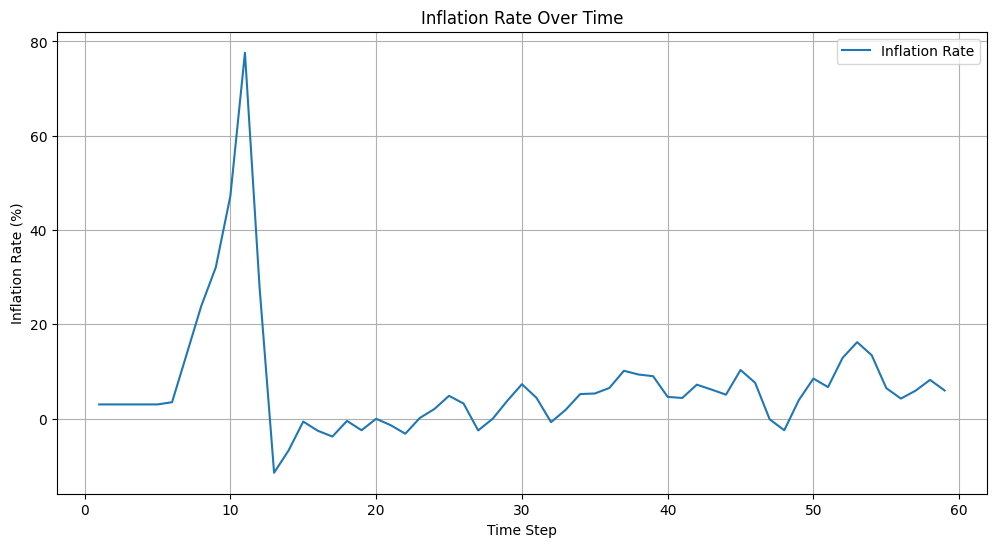 Inflation Rate Over Time
Inflation Rate
80
60
40
20
0
Inflation Rate (%)
0 10 20 30 40 50 60
Time Step